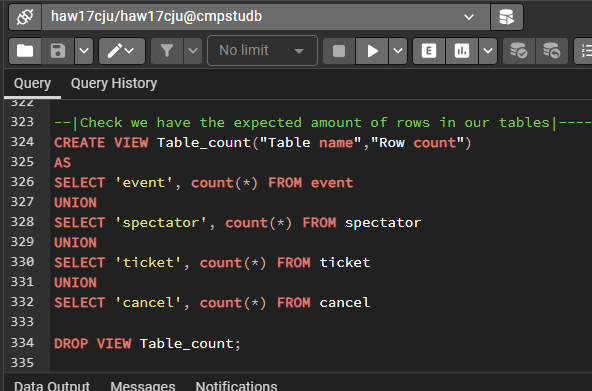 haw17cju/haw17cju@cmpstudb
No limit
E
Query Query History
322
323 --|Check we have the expected amount of rows in our tables|----
324 CREATE VIEW Table_count("Table name","Row count")
325 AS
326 SELECT 'event', count(*) FROM event
327 UNION
328 SELECT 'spectator', count(*) FROM spectator
329 UNION
330 SELECT 'ticket', count(*) FROM ticket
331 UNION
332 SELECT 'cancel', count(*) FROM cancel
333
334 DROP VIEW Table_count;
335
Data Output Messages Notifications